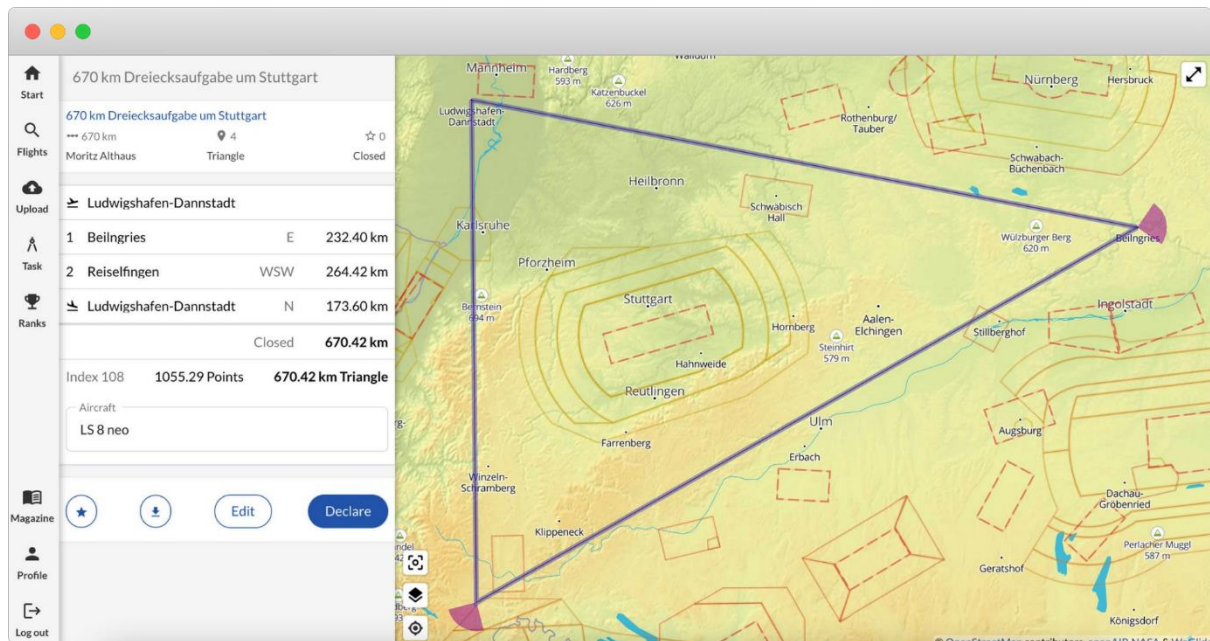 Start
Flights
Upload
Task
Ranks
Magazine
Profile
Log out
670 km Dreiecksaufgabe um Stuttgart
670 km Dreiecksaufgabe um Stuttgart
670 km 4 0
Moritz Althaus Triangle Closed
Ludwigshafen-Dannstadt
1 Beilngries E 232.40 km
2 Reiselfingen WSW 264.42 km
Ludwigshafen-Dannstadt N 173.60 km
Closed 670.42 km
Index 108 1055.29 Points 670.42 km Triangle
Aircraft
LS 8 neo
Edit
Declare
Walldürn
Mannheim
Hardberg
593 m
Katzenbuckel
626 m
Nürnberg
Hersbruck
Ludwigshafen-
Dannstadt
Rothenburg/
Tauber
Schwabach-
Büchenbach
Heilbronn
Schwäbisch
Hall
Karlsruhe
Wülzburger Berg
620 m
Beilngries
Pforzheim
Bernstein
694 m
Stuttgart
Ingolstadt
Hornberg
Aalen-
Elchingen
Stillberghof
Steinhirt
579 m
Hahnweide
Reutlingen
Ulm
Augsburg
Farrenberg
Erbach
Winzeln-
Schramberg
Dachau-
Gröbenried
Klippeneck
Perlacher Muggl
587 m
Geratshof
Königsdorf